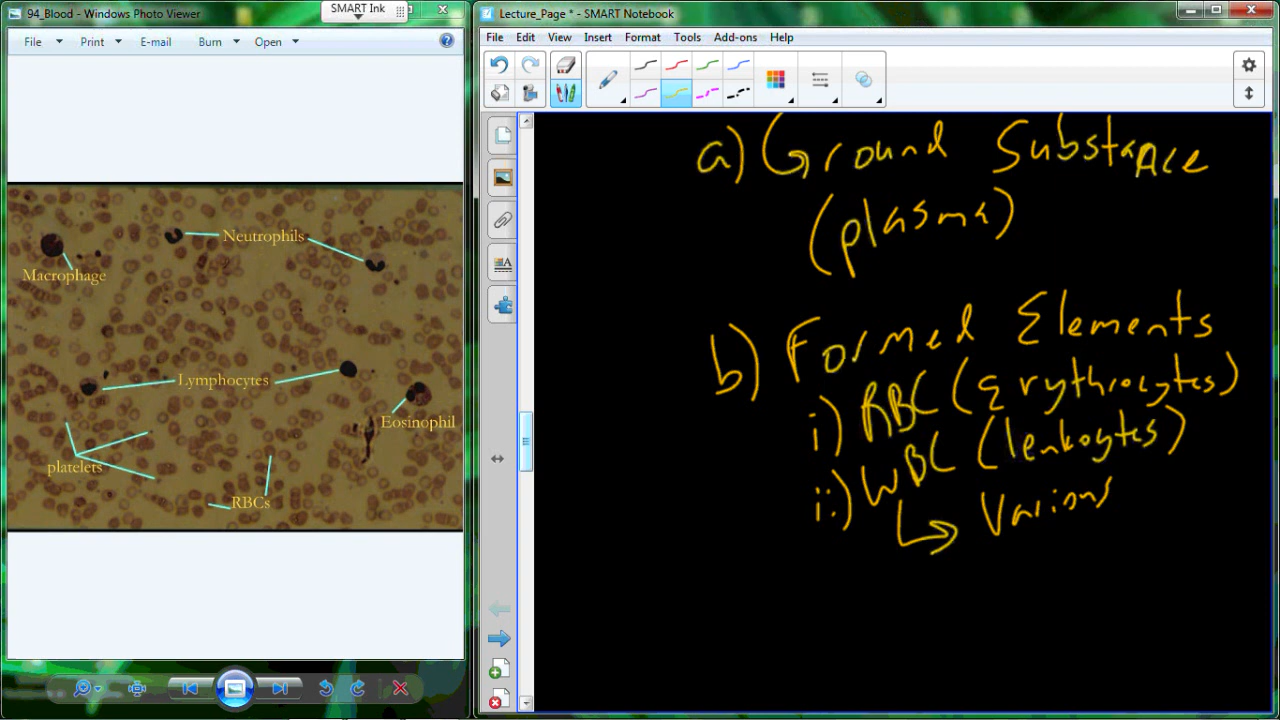 94_Blood - Windows Photo Viewer
SMART Ink
File Print E-mail Burn Open
Neutrophils
Macrophage
Lymphocytes
Eosinophil
platelets
RBCs
Lecture_Page * - SMART Notebook
File Edit View Insert Format Tools Add-ons Help
a) Ground Substance
(plasma)
b) Formed Elements
i) RBC (Erythrocytes)
ii) WBC (leukocytes)
↳ Various